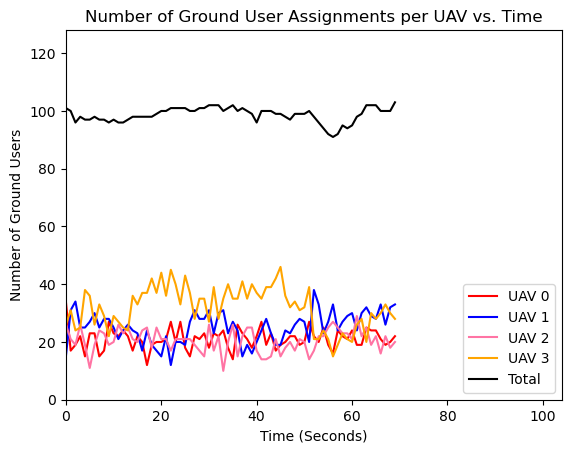 Number of Ground User Assignments per UAV vs. Time
Number of Ground Users
120
100
80
60
40
20
0
0 20 40 60 80 100
Time (Seconds)
UAV 0
UAV 1
UAV 2
UAV 3
Total